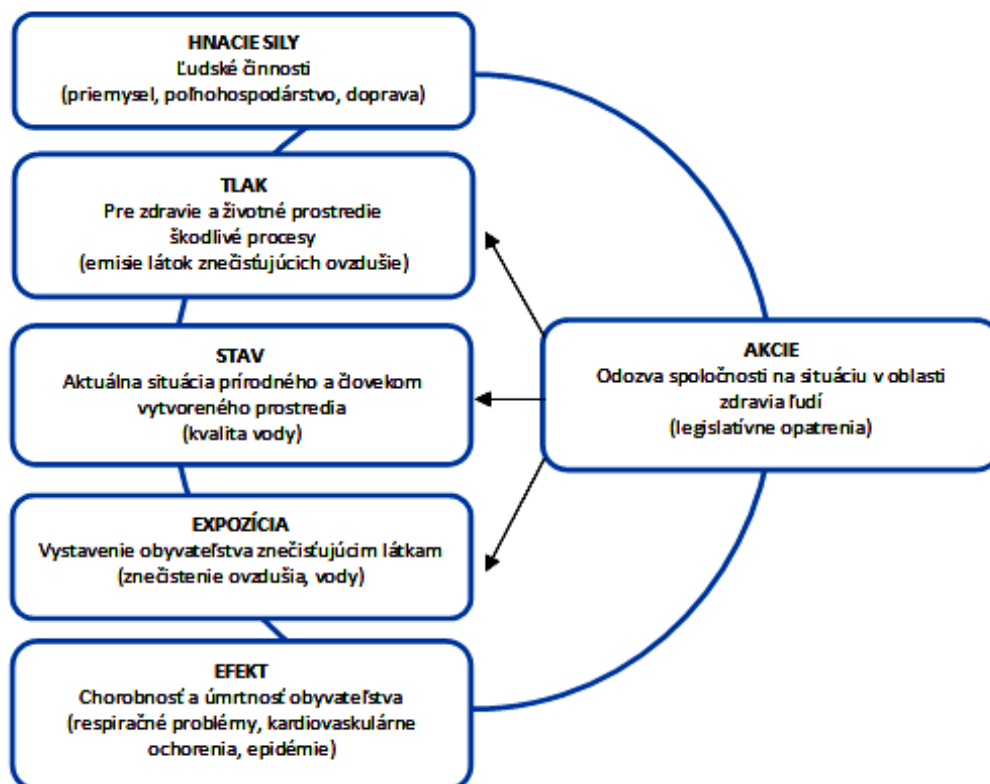 HNACIE SILY
Ľudské činnosti
(priemysel, poľnohospodárstvo, doprava)
TLAK
Pre zdravie a životné prostredie
škodlivé procesy
(emisie látok znečisťujúcich ovzdušie)
STAV
Aktuálna situácia prírodného a človekom
vytvoreného prostredia
(kvalita vody)
EXPOZÍCIA
Vystavenie obyvateľstva znečisťujúcim látkam
(znečistenie ovzdušia, vody)
EFEKT
Chorobnosť a úmrtnosť obyvateľstva
(respiračné problémy, kardiovaskulárne
ochorenia, epidémie)
AKCIE
Odozva spoločnosti na situáciu v oblasti
zdravia ľudí
(legislatívne opatrenia)